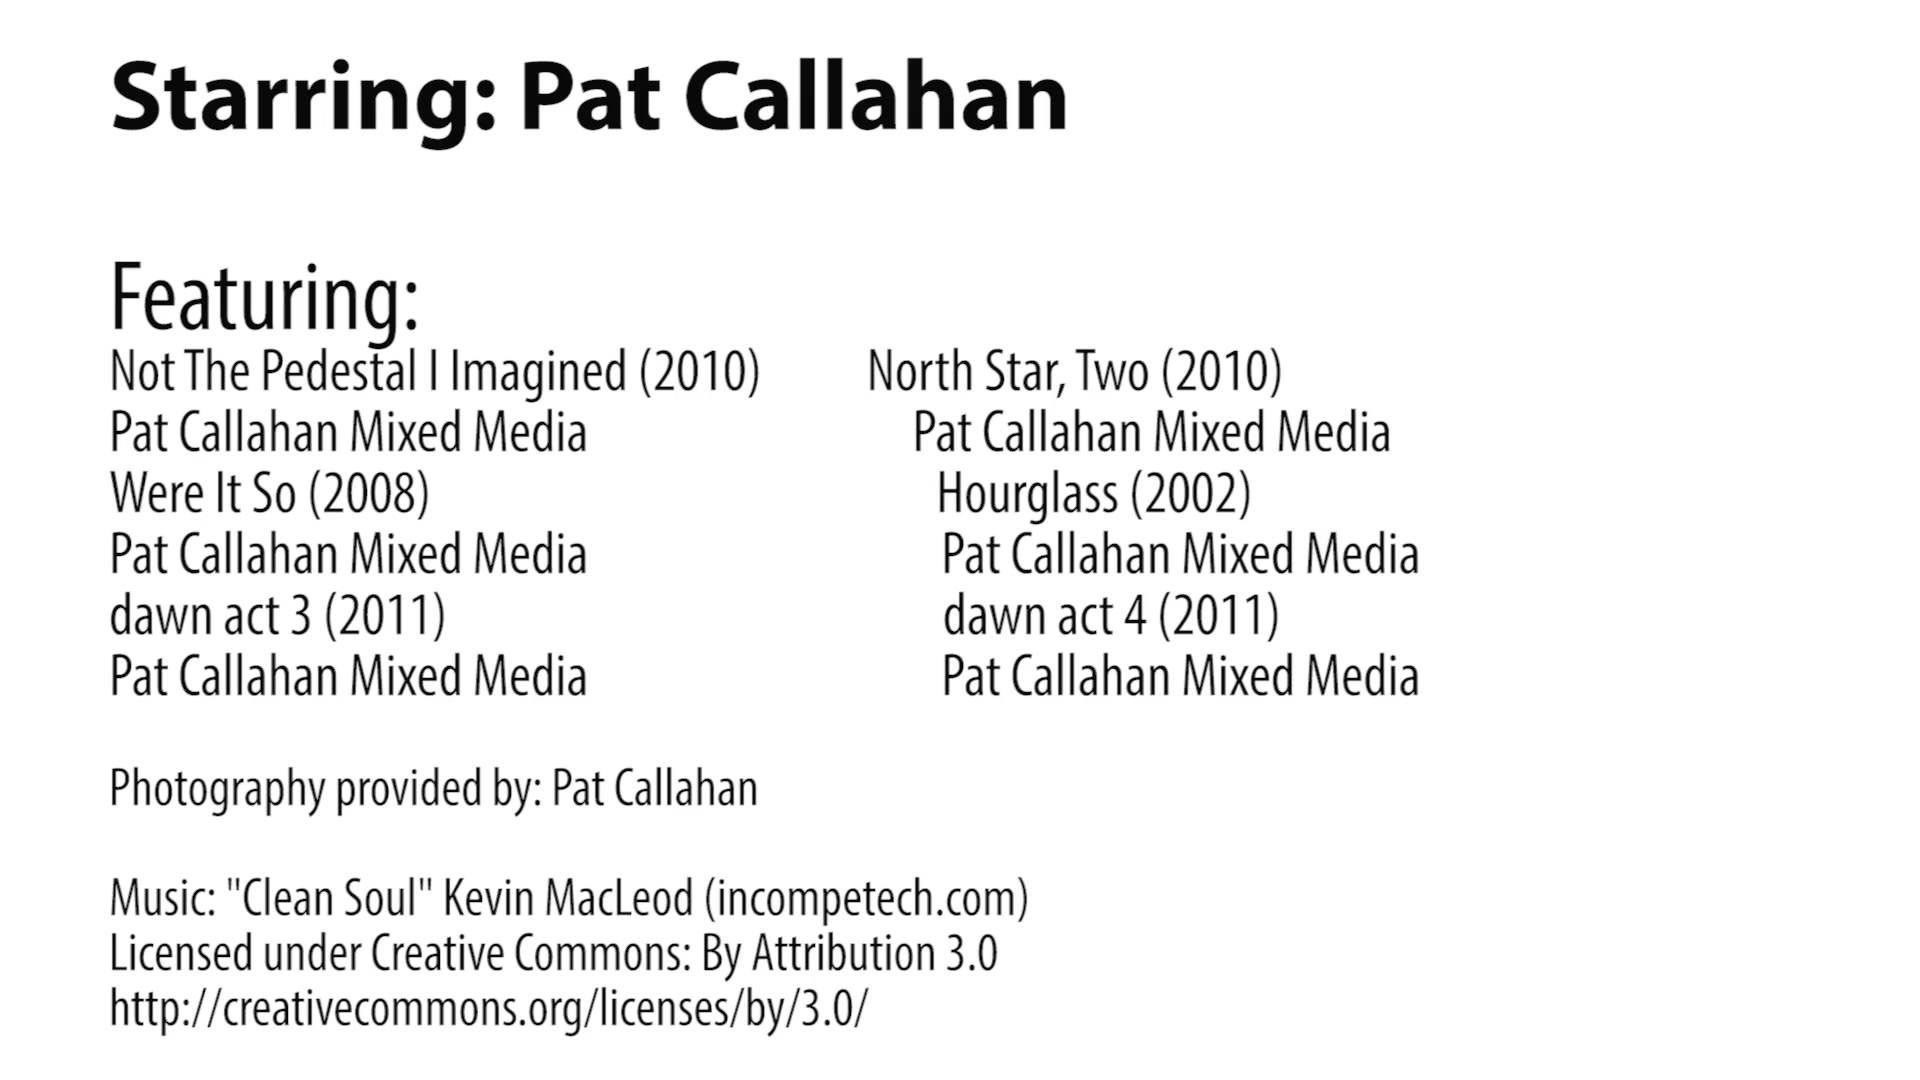 Starring: Pat Callahan
Featuring:
Not The Pedestal I Imagined (2010) North Star, Two (2010)
Pat Callahan Mixed Media Pat Callahan Mixed Media
Were It So (2008) Hourglass (2002)
Pat Callahan Mixed Media Pat Callahan Mixed Media
dawn act 3 (2011) dawn act 4 (2011)
Pat Callahan Mixed Media Pat Callahan Mixed Media
Photography provided by: Pat Callahan
Music: "Clean Soul" Kevin MacLeod (incompetech.com)
Licensed under Creative Commons: By Attribution 3.0
http://creativecommons.org/licenses/by/3.0/